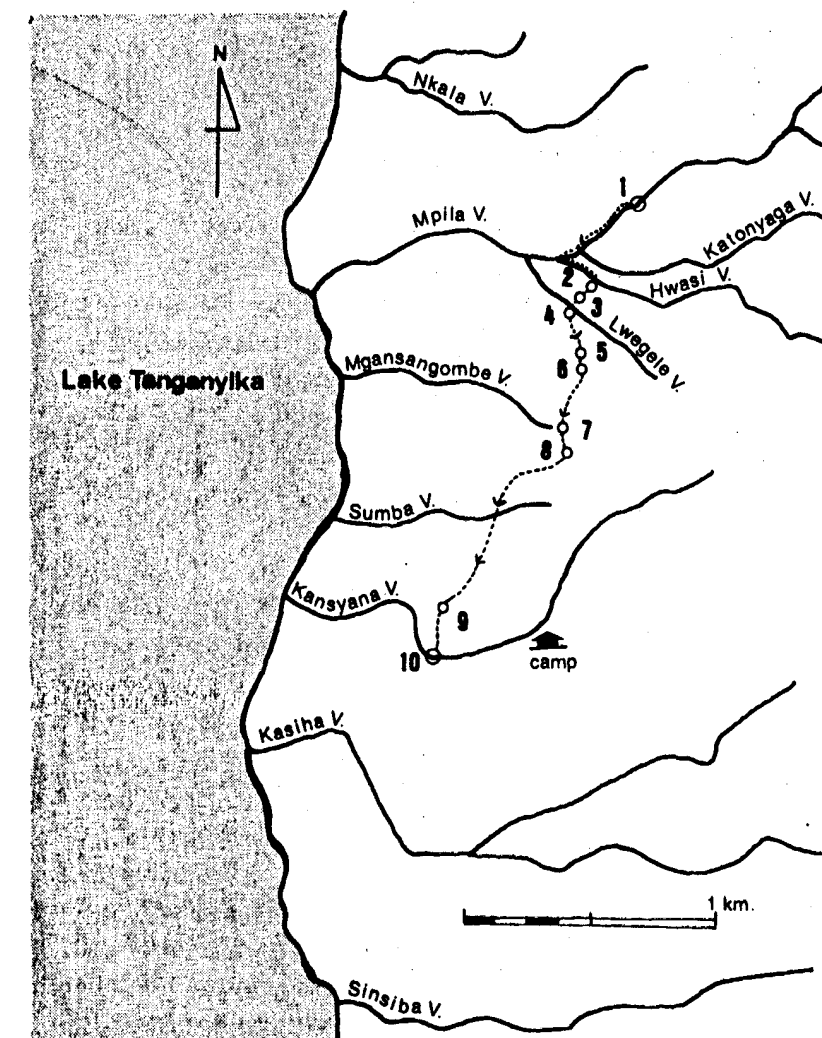 N
Nkala V.
1
Mpila V.
Katonyaga V.
2
Hwasi V.
3
4
Lwegele V.
5
6
Mgansangombe V.
Lake Tanganyika
7
8
Sumba V.
Kansyana V.
9
10
camp
Kasiha V.
1 km.
Sinsiba V.